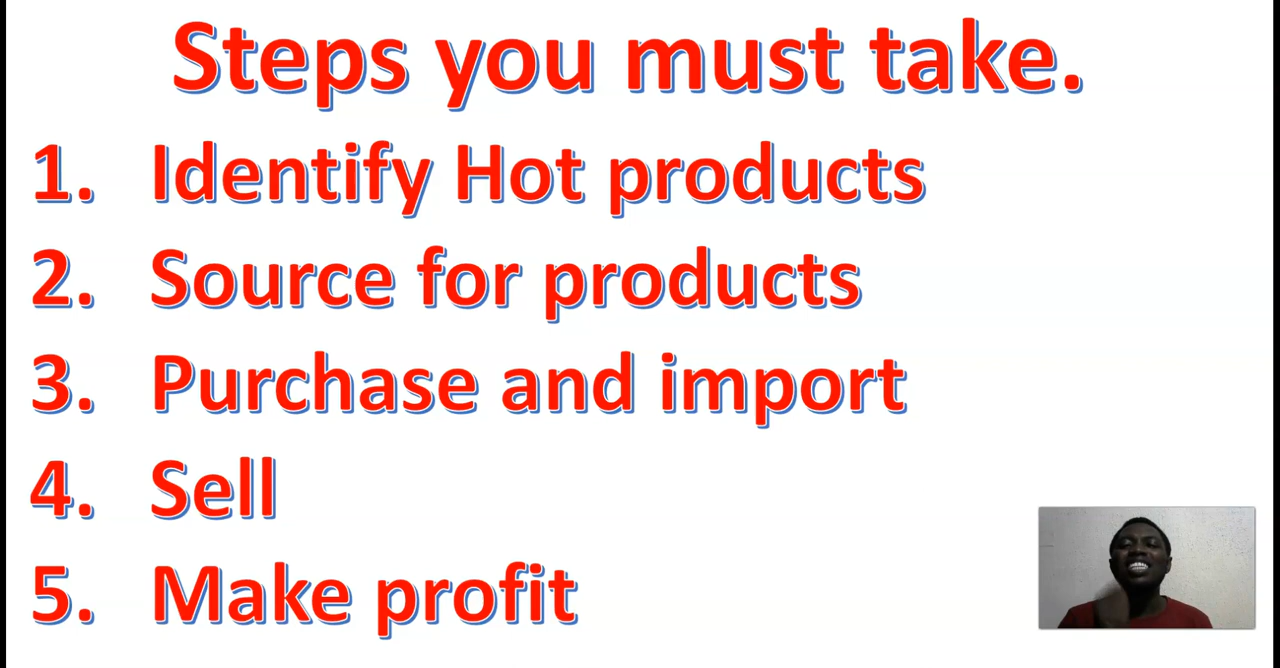 Steps you must take.
1. Identify Hot products
2. Source for products
3. Purchase and import
4. Sell
5. Make profit